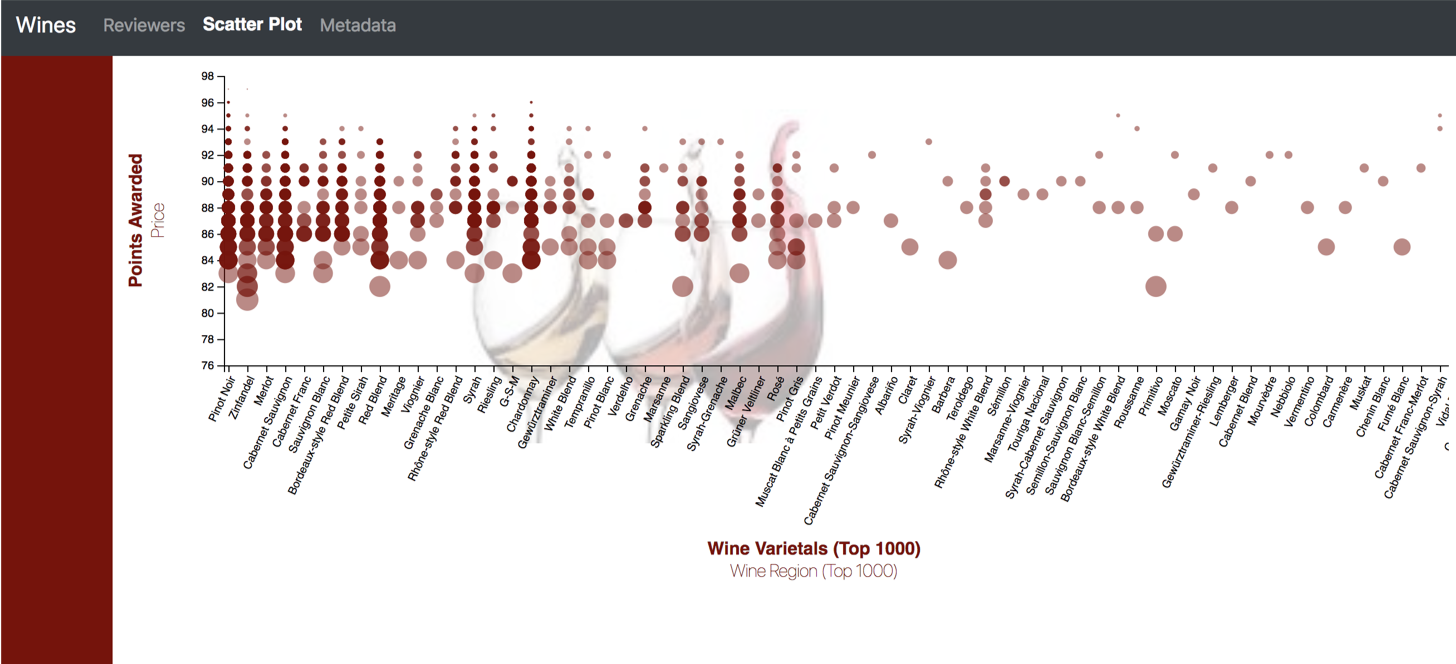 Wines Reviewers Scatter Plot Metadata
Points Awarded
Price
98
96
94
92
90
88
86
84
82
80
78
76
Pinot Noir
Zinfandel
Merlot
Cabernet Sauvignon
Cabernet Franc
Sauvignon Blanc
Bordeaux-style Red Blend
Petite Sirah
Red Blend
Meritage
Viognier
Grenache Blanc
Rhône-style Red Blend
Syrah
Riesling
G-S-M
Chardonnay
Gewürztraminer
White Blend
Tempranillo
Pinot Blanc
Verdelho
Grenache
Marsanne
Sparkling Blend
Sangiovese
Syrah-Grenache
Malbec
Grüner Veltliner
Rosé
Pinot Gris
Muscat Blanc à Petits Grains
Petit Verdot
Pinot Meunier
Cabernet Sauvignon-Sangiovese
Albariño
Claret
Syrah-Viognier
Barbera
Teroldego
Rhône-style White Blend
Sémillon
Marsanne-Viognier
Touriga Nacional
Syrah-Cabernet Sauvignon
Semillon-Sauvignon Blanc
Sauvignon Blanc-Semillon
Bordeaux-style White Blend
Roussanne
Primitivo
Moscato
Gamay Noir
Gewürztraminer-Riesling
Lemberger
Cabernet Blend
Mourvèdre
Nebbiolo
Vermentino
Colombard
Carmenère
Muskat
Chenin Blanc
Fumé Blanc
Cabernet Franc-Merlot
Cabernet Sauvignon-Syrah
Wine Varietals (Top 1000)
Wine Region (Top 1000)